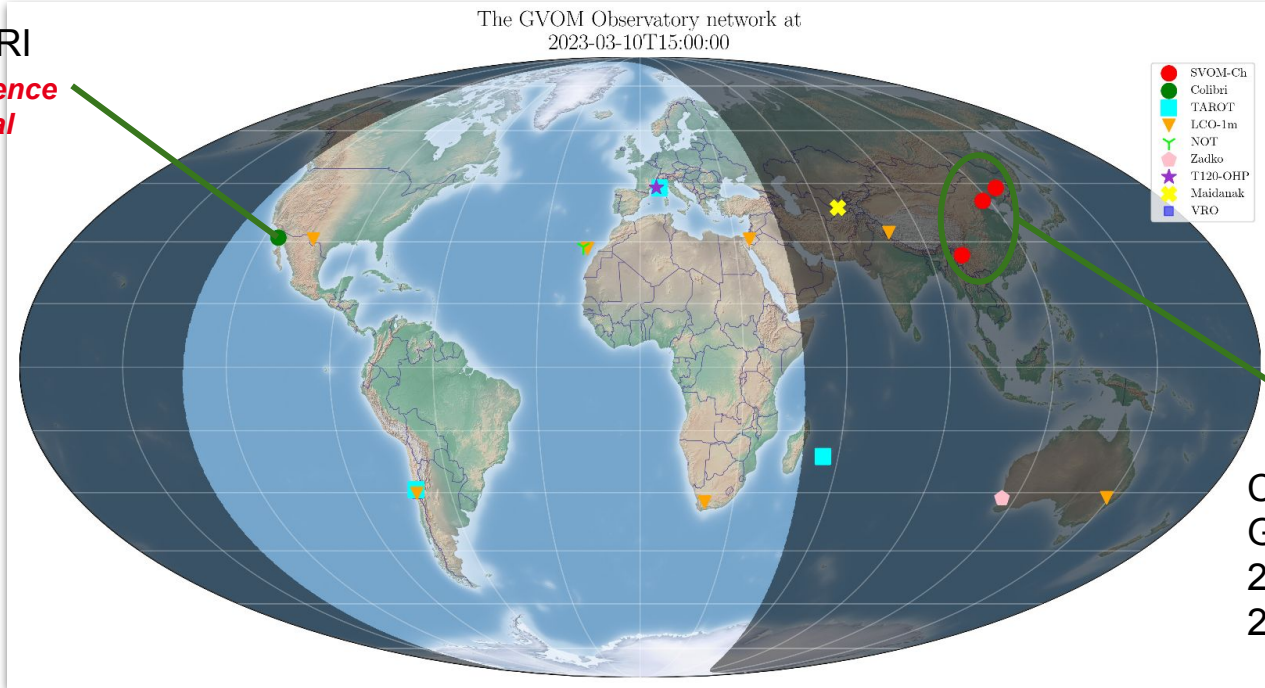 The GVOM Observatory network at
2023-03-10T15:00:00
RI
ence
al
SVOM-Ch
Colibri
TAROT
LCO-1m
NOT
Zadko
T120-OHP
Maidanak
VRO
C
G
2
2